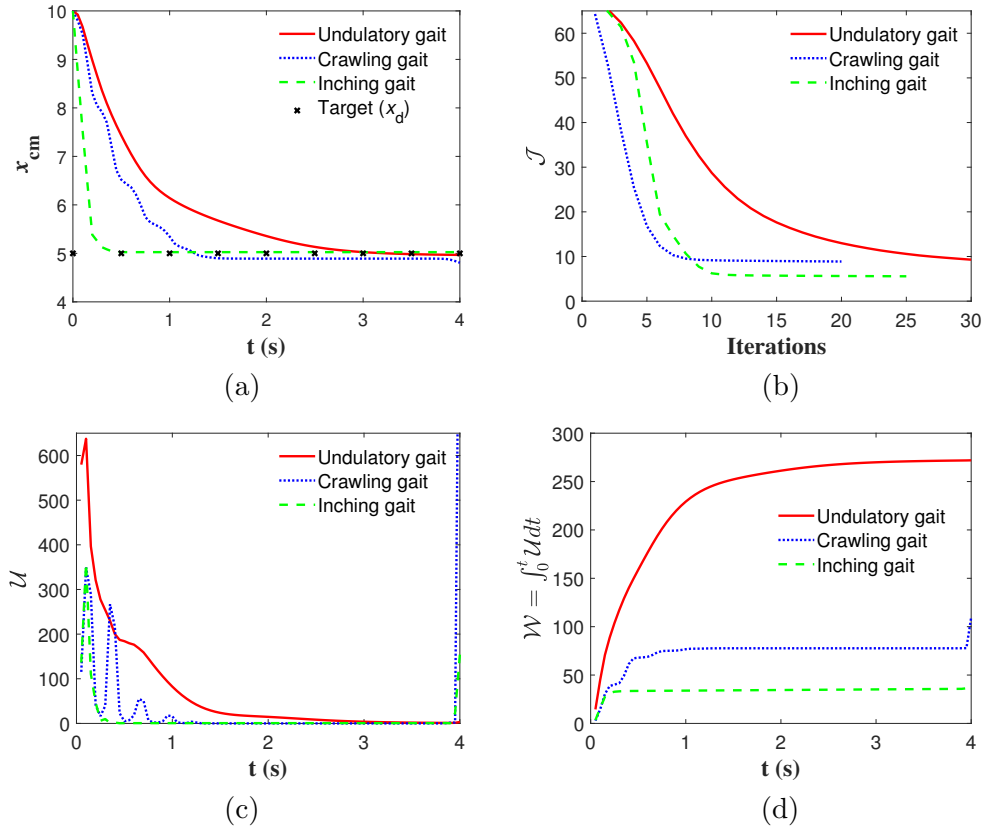 10
9
8
7
6
5
4
0 1 2 3 4
x_cm
t (s)
Undulatory gait
Crawling gait
Inching gait
Target (x_d)
(a)
60
50
40
30
20
10
0
0 5 10 15 20 25 30
𝒥
Iterations
Undulatory gait
Crawling gait
Inching gait
(b)
600
500
400
300
200
100
0
0 1 2 3 4
𝒰
t (s)
Undulatory gait
Crawling gait
Inching gait
(c)
300
250
200
150
100
50
0
0 1 2 3 4
𝒲 = ∫₀ᵗ 𝒰dt
t (s)
Undulatory gait
Crawling gait
Inching gait
(d)